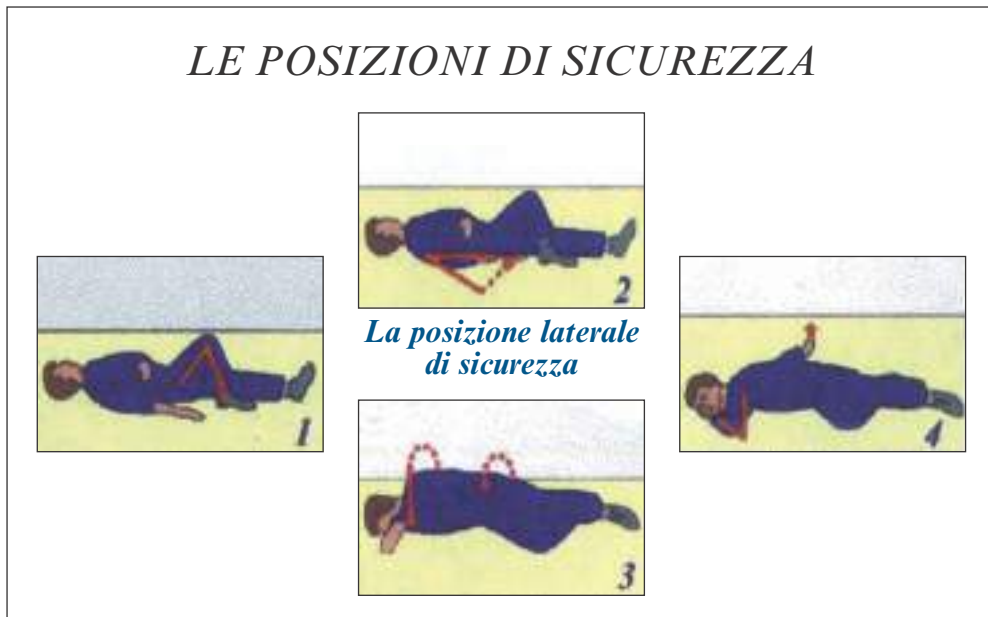 LE POSIZIONI DI SICUREZZA
2
La posizione laterale
di sicurezza
1
4
3